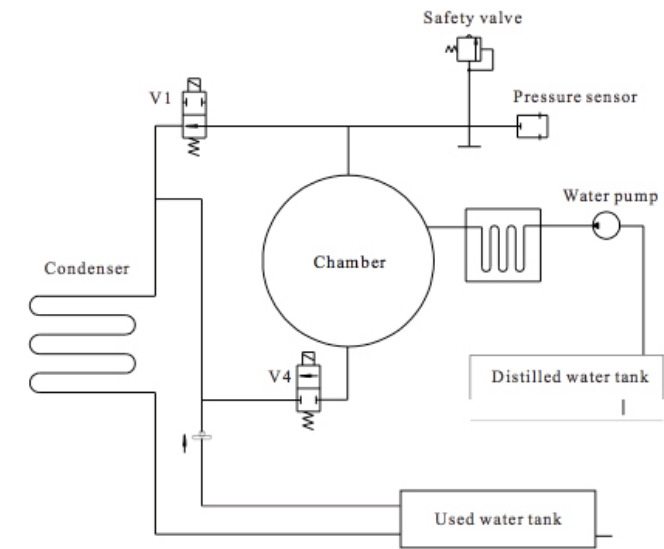 Safety valve
V1
Pressure sensor
Water pump
Condenser
Chamber
V4
Distilled water tank
Used water tank